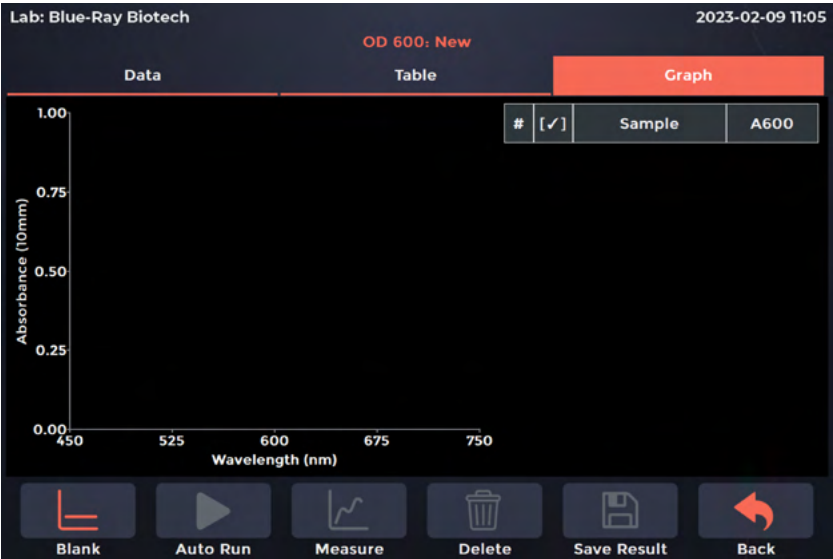 Lab: Blue-Ray Biotech 2023-02-09 11:05
OD 600: New
Data Table Graph
# [✓] Sample A600
1.00
0.75
0.50
0.25
0.00
Absorbance (10mm)
450 525 600 675 750
Wavelength (nm)
Blank Auto Run Measure Delete Save Result Back